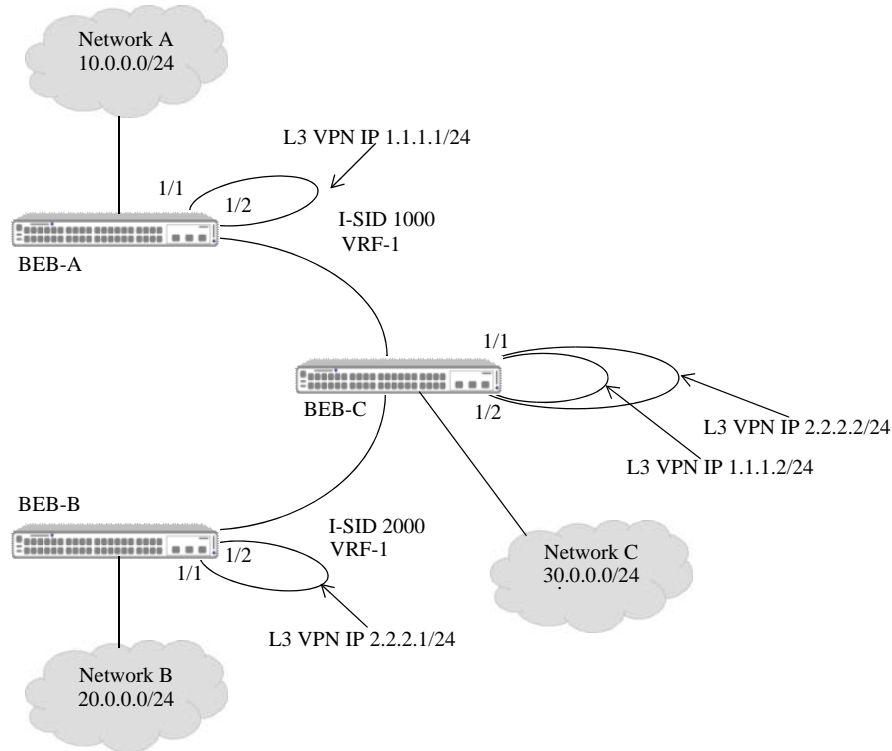 Network A
10.0.0.0/24
L3 VPN IP 1.1.1.1/24
1/1
1/2
I-SID 1000
VRF-1
BEB-A
1/1
BEB-C
1/2
L3 VPN IP 2.2.2.2/24
L3 VPN IP 1.1.1.2/24
BEB-B
I-SID 2000
VRF-1
1/2
1/1
Network C
30.0.0.0/24
L3 VPN IP 2.2.2.1/24
Network B
20.0.0.0/24